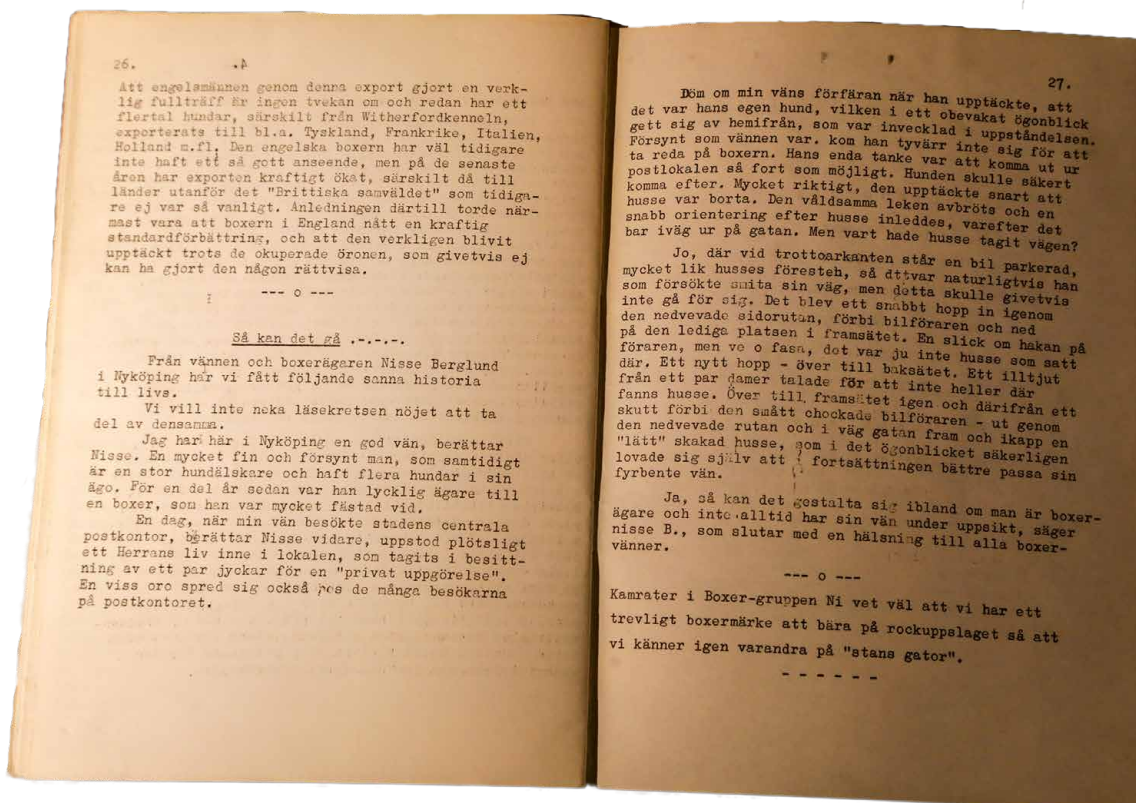 26.
Att engelsmännen genom denna export gjort en verk-
lig fullträff är ingen tvekan om och redan har ett
flertal hundar, särskilt från Witherfordkenneln,
exporterats till bl.a. Tyskland, Frankrike, Italien,
Holland m.fl. Den engelska boxern har väl tidigare
inte haft ett så gott anseende, men på de senaste
åren har exporten kraftigt ökat, särskilt då till
länder utanför det "Brittiska samväldet" som tidiga-
re ej var så vanligt. Anledningen därtill torde när-
mast vara att boxern i England nått en kraftig
standardförbättring, och att den verkligen blivit
upptäckt trots de okuperade öronen, som givetvis ej
kan ha gjort den någon rättvisa.
--- o ---
Så kan det gå .-.-.-.
Från vännen och boxerägaren Nisse Berglund
i Nyköping har vi fått följande sanna historia
till livs.
Vi vill inte neka läsekretsen nöjet att ta
del av densamma.
Jag har här i Nyköping en god vän, berättar
Nisse. En mycket fin och försynt man, som samtidigt
är en stor hundälskare och haft flera hundar i sin
ägo. För en del år sedan var han lycklig ägare till
en boxer, som han var mycket fästad vid.
En dag, när min vän besökte stadens centrala
postkontor, berättar Nisse vidare, uppstod plötsligt
ett Herrans liv inne i lokalen, som tagits i besitt-
ning av ett par jyckar för en "privat uppgörelse".
En viss oro spred sig också hos de många besökarna
på postkontoret.
27.
Döm om min väns förfäran när han upptäckte, att
det var hans egen hund, vilken i ett obevakat ögonblick
gett sig av hemifrån, som var invecklad i uppståndelsen.
Försynt som vännen var. kom han tyvärr inte sig för att
ta reda på boxern. Hans enda tanke var att komma ut ur
postlokalen så fort som möjligt. Hunden skulle säkert
komma efter. Mycket riktigt, den upptäckte snart att
husse var borta. Den våldsamma leken avbröts och en
snabb orientering efter husse inleddes, varefter det
bar iväg ur på gatan. Men vart hade husse tagit vägen?
Jo, där vid trottoarkanten står en bil parkerad,
mycket lik husses föresteh, så det var naturligtvis han
som försökte smita sin väg, men detta skulle givetvis
inte gå för sig. Det blev ett snabbt hopp in igenom
den nedvevade sidorutan, förbi bilföraren och ned
på den lediga platsen i framsätet. En slick om hakan på
föraren, men ve o fasa, det var ju inte husse som satt
där. Ett nytt hopp - över till baksätet. Ett illtjut
från ett par damer talade för att inte heller där
fanns husse. Över till framsätet igen och därifrån ett
skutt förbi den smått chockade bilföraren - ut genom
den nedvevade rutan och i väg gatan fram och ikapp en
"lätt" skakad husse, som i det ögonblicket säkerligen
lovade sig själv att i fortsättningen bättre passa sin
fyrbente vän.
Ja, så kan det gestalta sig ibland om man är boxer-
ägare och inte alltid har sin vän under uppsikt, säger
nisse B., som slutar med en hälsning till alla boxer-
vänner.
--- o ---
Kamrater i Boxer-gruppen Ni vet väl att vi har ett
trevligt boxermärke att bära på rockuppslaget så att
vi känner igen varandra på "stans gator".
- - - - - -